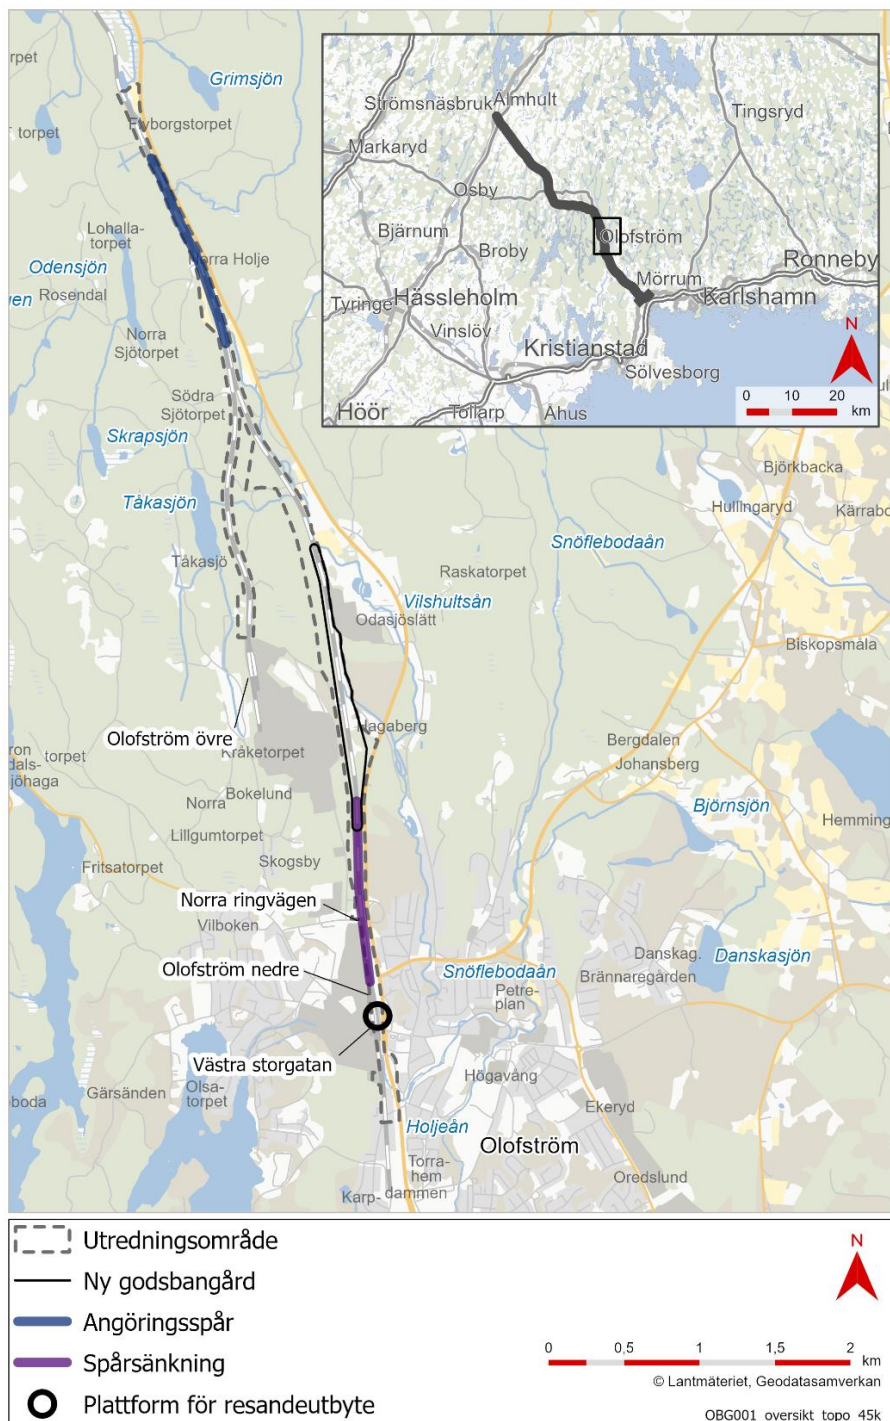 Grimsjön
Flyborgstorpet
torpet
Lohalla-
torpet
Norra Holje
Odensjön
Rosendal
Norra
Sjötorpet
Södra
Sjötorpet
Skrapsjön
Tåkasjön
Tåkasjö
Strömsnäsbruk
Älmhult
Tingsryd
Markaryd
Osby
Bjärnum
Broby
Olofström
Ronneby
Mörrum
Tyringe
Hässleholm
Karlshamn
Vinslöv
Kristianstad
Sölvesborg
N
Höör
Tollarp
Åhus
0 10 20
km
Björkbacka
Hullingaryd
Kärrabo
Snöflebodaån
Raskatorpet
Vilshultsån
Odasjöslätt
Biskopsmåla
Olofström övre
Hagaberg
Kråketorpet
Bergdalen
Johansberg
torpet
Norra
Bokelund
Björnsjön
Lillgumtorpet
Hemming
Fritsatorpet
Skogsby
Norra ringvägen
Vilboken
Danskag.
Brännaregården
Danskasjön
Olofström nedre
Snöflebodaån
Petre-
plan
Västra storgatan
Högavång
Gärsänden
Olsa-
torpet
Ekeryd
Holjeån
Olofström
Torra-
hem
Oredslund
Karp-
dammen
Utredningsområde
Ny godsbangård
Angöringsspår
Spårsänkning
Plattform för resandeutbyte
N
0 0,5 1 1,5 2
km
© Lantmäteriet, Geodatasamverkan
OBG001_oversikt_topo_45k